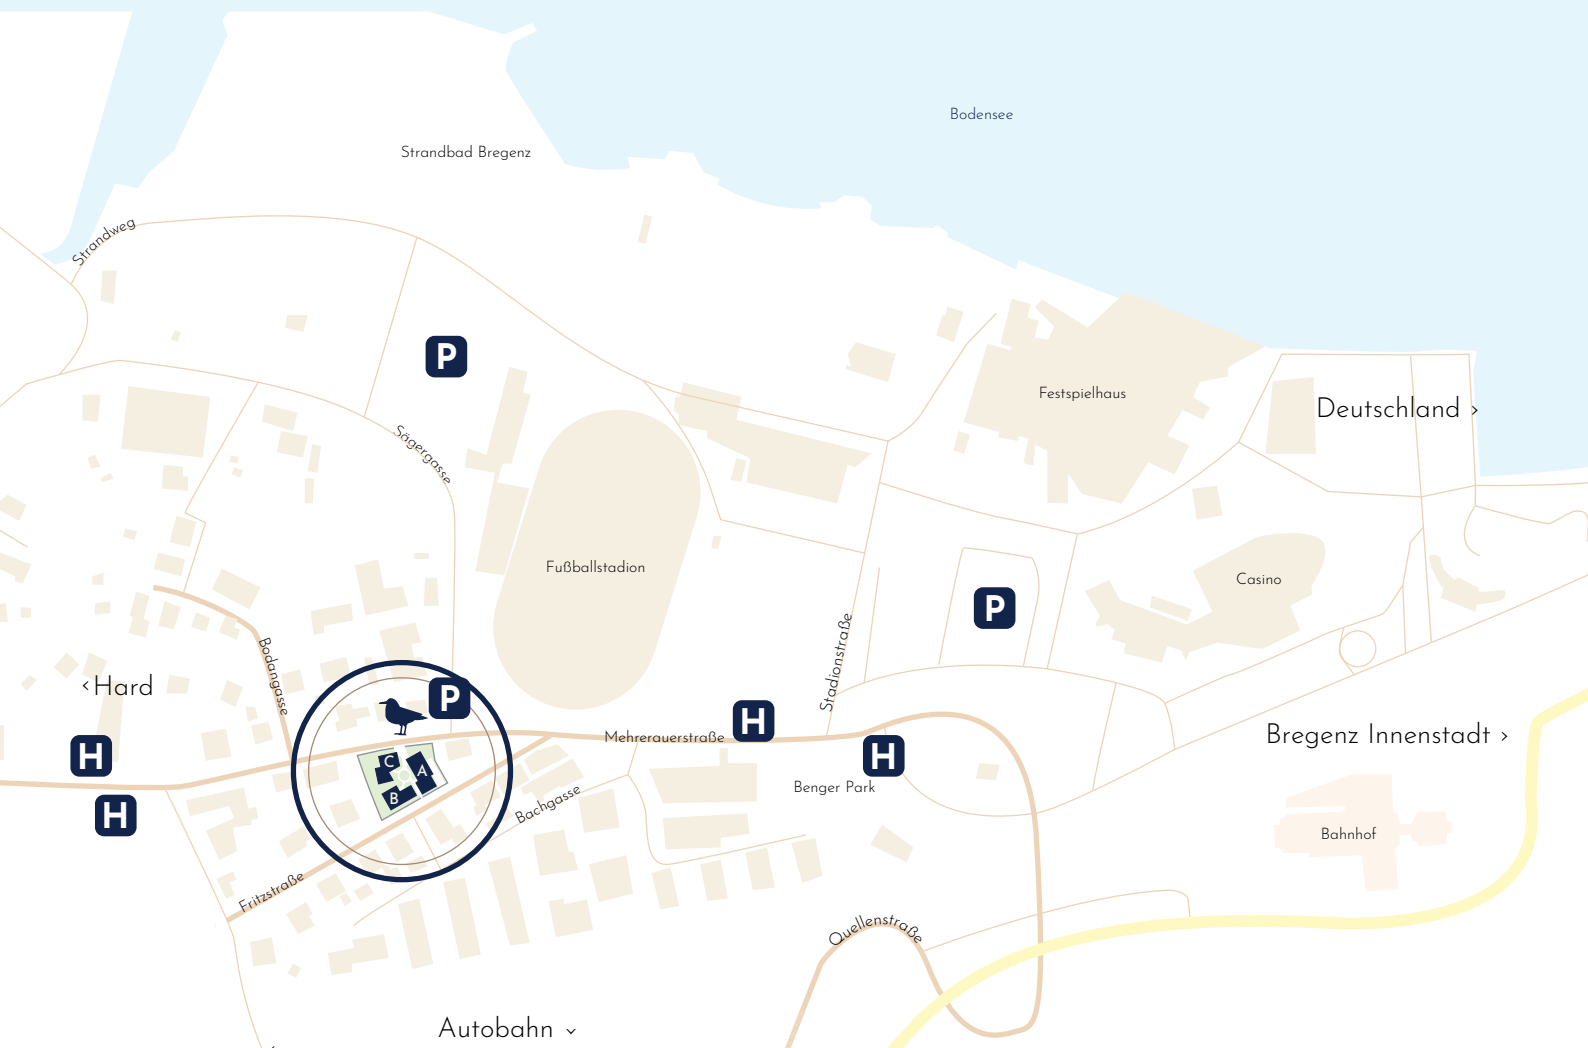 Bodensee
Strandbad Bregenz
Strandweg
P
Festspielhaus
Deutschland ›
Sägergasse
Fußballstadion
Casino
P
Stadionstraße
Bodangasse
‹Hard
P
H
Mehrerauerstraße
H
Bregenz Innenstadt ›
H
C
A
B
Benger Park
Bachgasse
H
Bahnhof
Fritzstraße
Quellenstraße
Autobahn ⌄